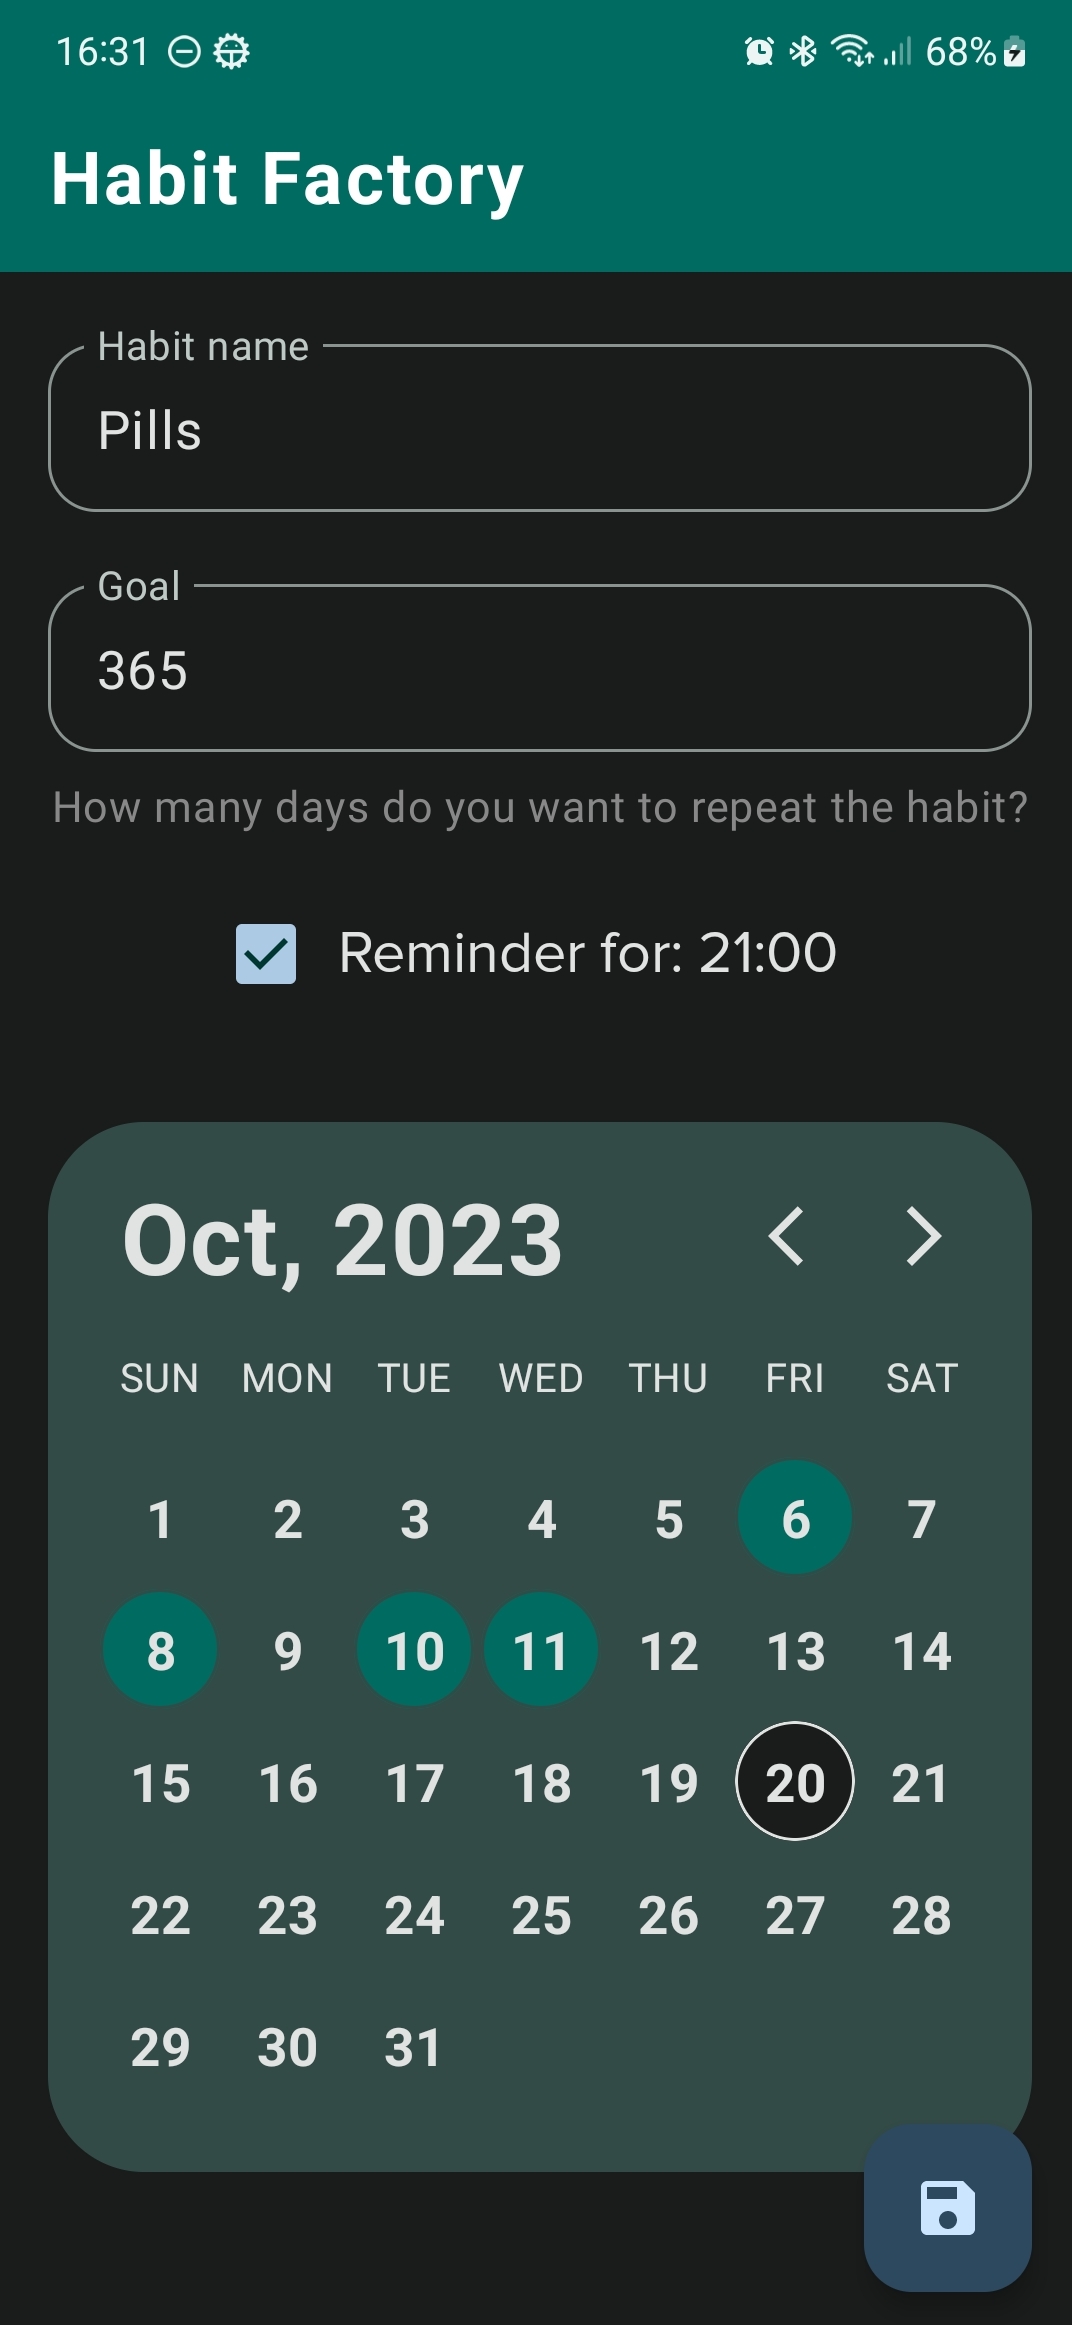 16:31 68%
Habit Factory
Habit name
Pills
Goal
365
How many days do you want to repeat the habit?
Reminder for: 21:00
Oct, 2023
SUN MON TUE WED THU FRI SAT
1 2 3 4 5 6 7
8 9 10 11 12 13 14
15 16 17 18 19 20 21
22 23 24 25 26 27 28
29 30 31